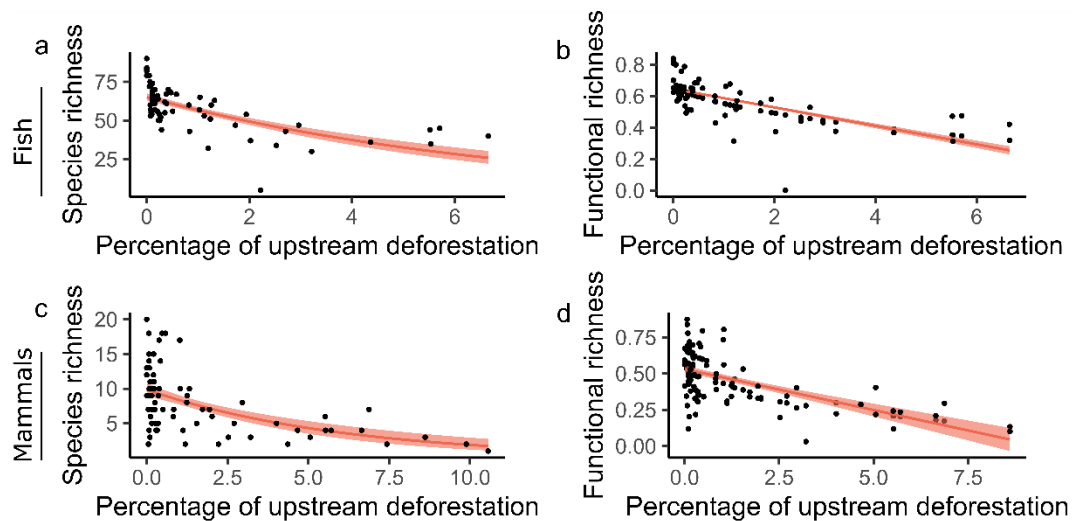 a
Fish
Species richness
75
50
25
0
2
4
6
Percentage of upstream deforestation
b
Functional richness
0.8
0.6
0.4
0.2
0.0
0
2
4
6
Percentage of upstream deforestation
c
Mammals
Species richness
20
15
10
5
0.0
2.5
5.0
7.5
10.0
Percentage of upstream deforestation
d
Functional richness
0.75
0.50
0.25
0.00
0.0
2.5
5.0
7.5
Percentage of upstream deforestation